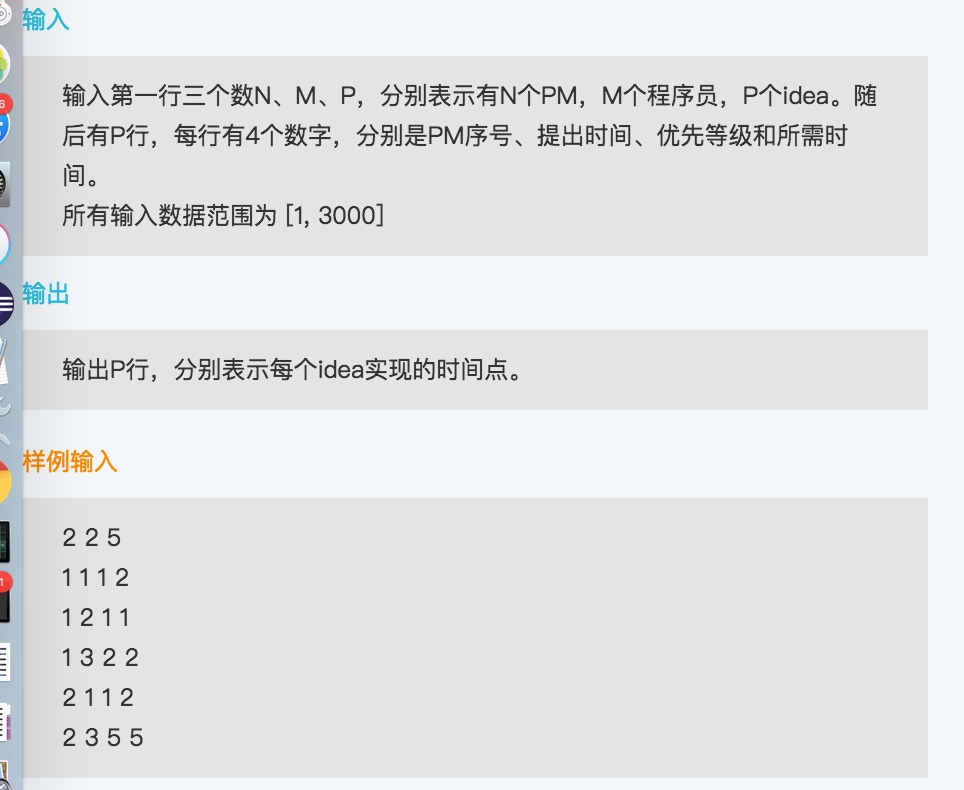 输入
输入第一行三个数N、M、P，分别表示有N个PM，M个程序员，P个idea。随
后有P行，每行有4个数字，分别是PM序号、提出时间、优先等级和所需时
间。
所有输入数据范围为 [1, 3000]
输出
输出P行，分别表示每个idea实现的时间点。
样例输入
2 2 5
1 1 1 2
1 2 1 1
1 3 2 2
2 1 1 2
2 3 5 5